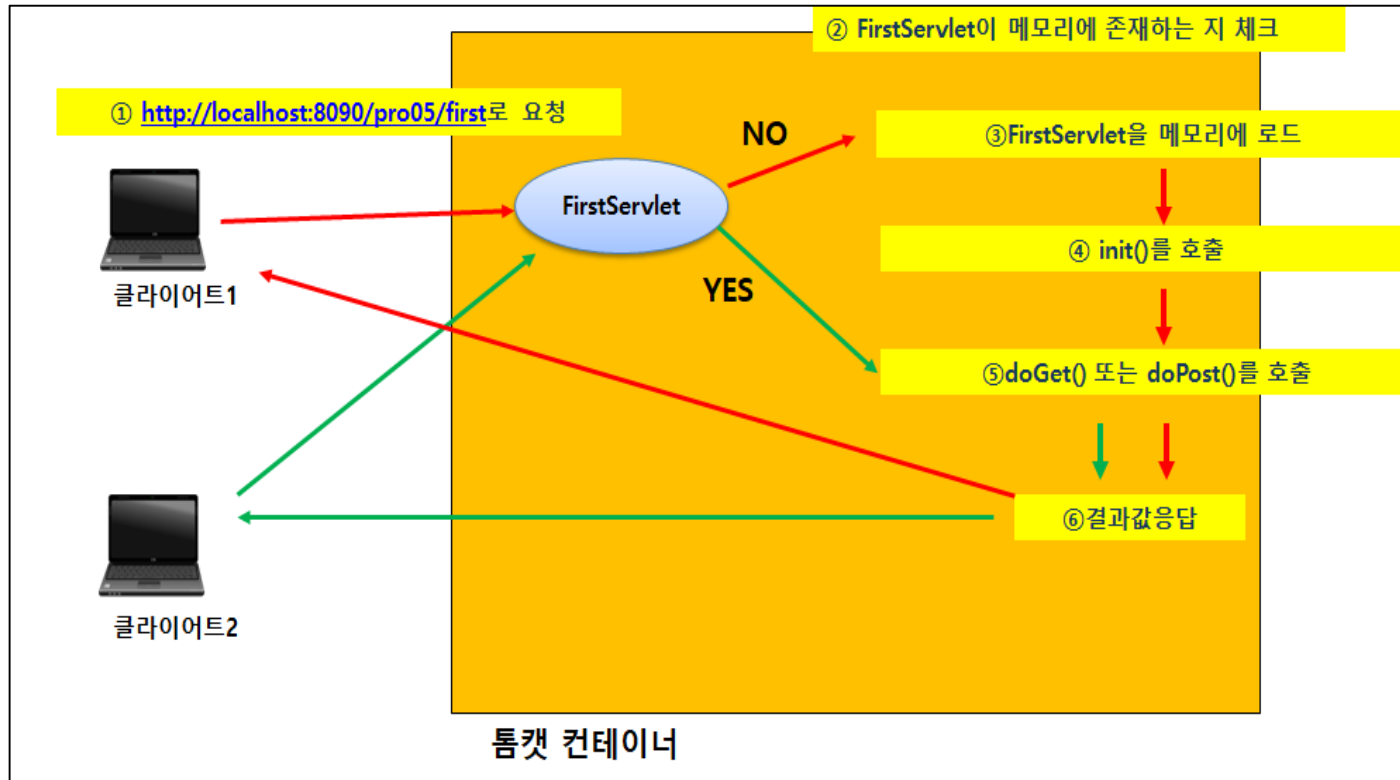 ② FirstServlet이 메모리에 존재하는 지 체크
① http://localhost:8090/pro05/first로 요청
NO
③FirstServlet을 메모리에 로드
FirstServlet
④ init()를 호출
클라이어트1
YES
⑤doGet() 또는 doPost()를 호출
⑥결과값응답
클라이어트2
톰캣 컨테이너